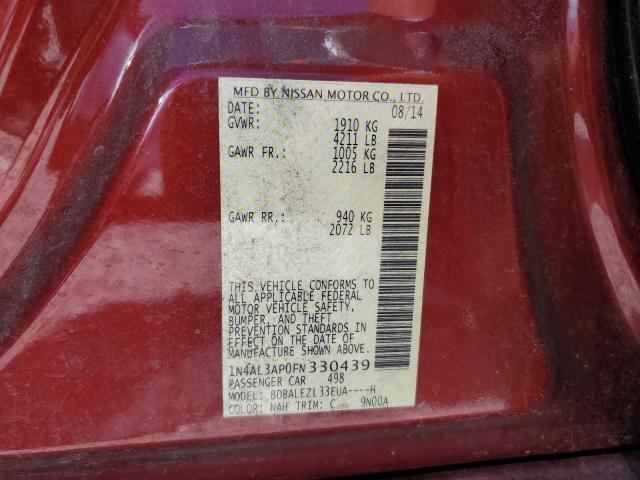 MFD BY NISSAN MOTOR CO., LTD.
DATE: 08/14
GVWR: 1910 KG
4211 LB
GAWR FR.: 1005 KG
2216 LB
GAWR RR.: 940 KG
2072 LB
THIS VEHICLE CONFORMS TO
ALL APPLICABLE FEDERAL
MOTOR VEHICLE SAFETY,
BUMPER, AND THEFT
PREVENTION STANDARDS IN
EFFECT ON THE DATE OF
MANUFACTURE SHOWN ABOVE.
1N4AL3AP0FN330439
PASSENGER CAR 498
MODEL: BDBALEZL33EUA----H
COLOR: NAH TRIM: C 9N00A